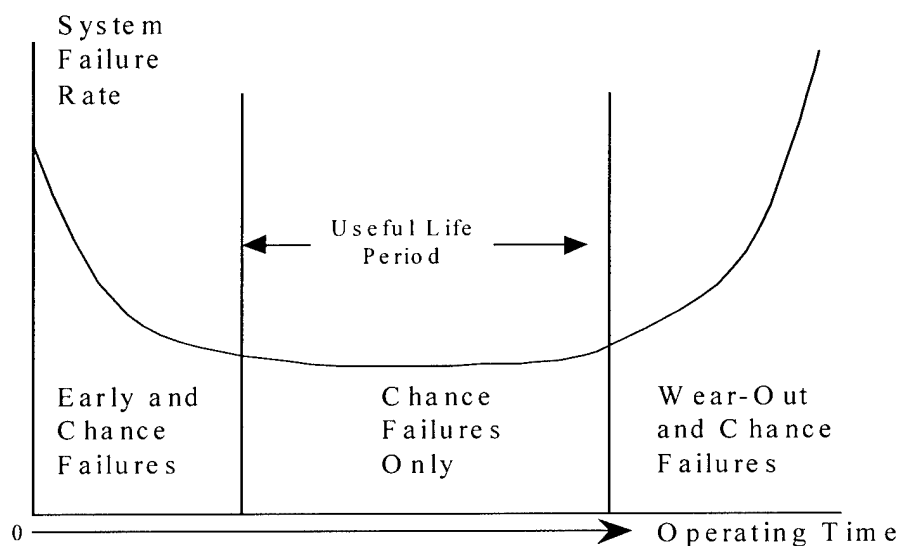 System
Failure
Rate
Useful Life
Period
Early and
Chance
Failures
Chance
Failures
Only
Wear-Out
and Chance
Failures
0
Operating Time